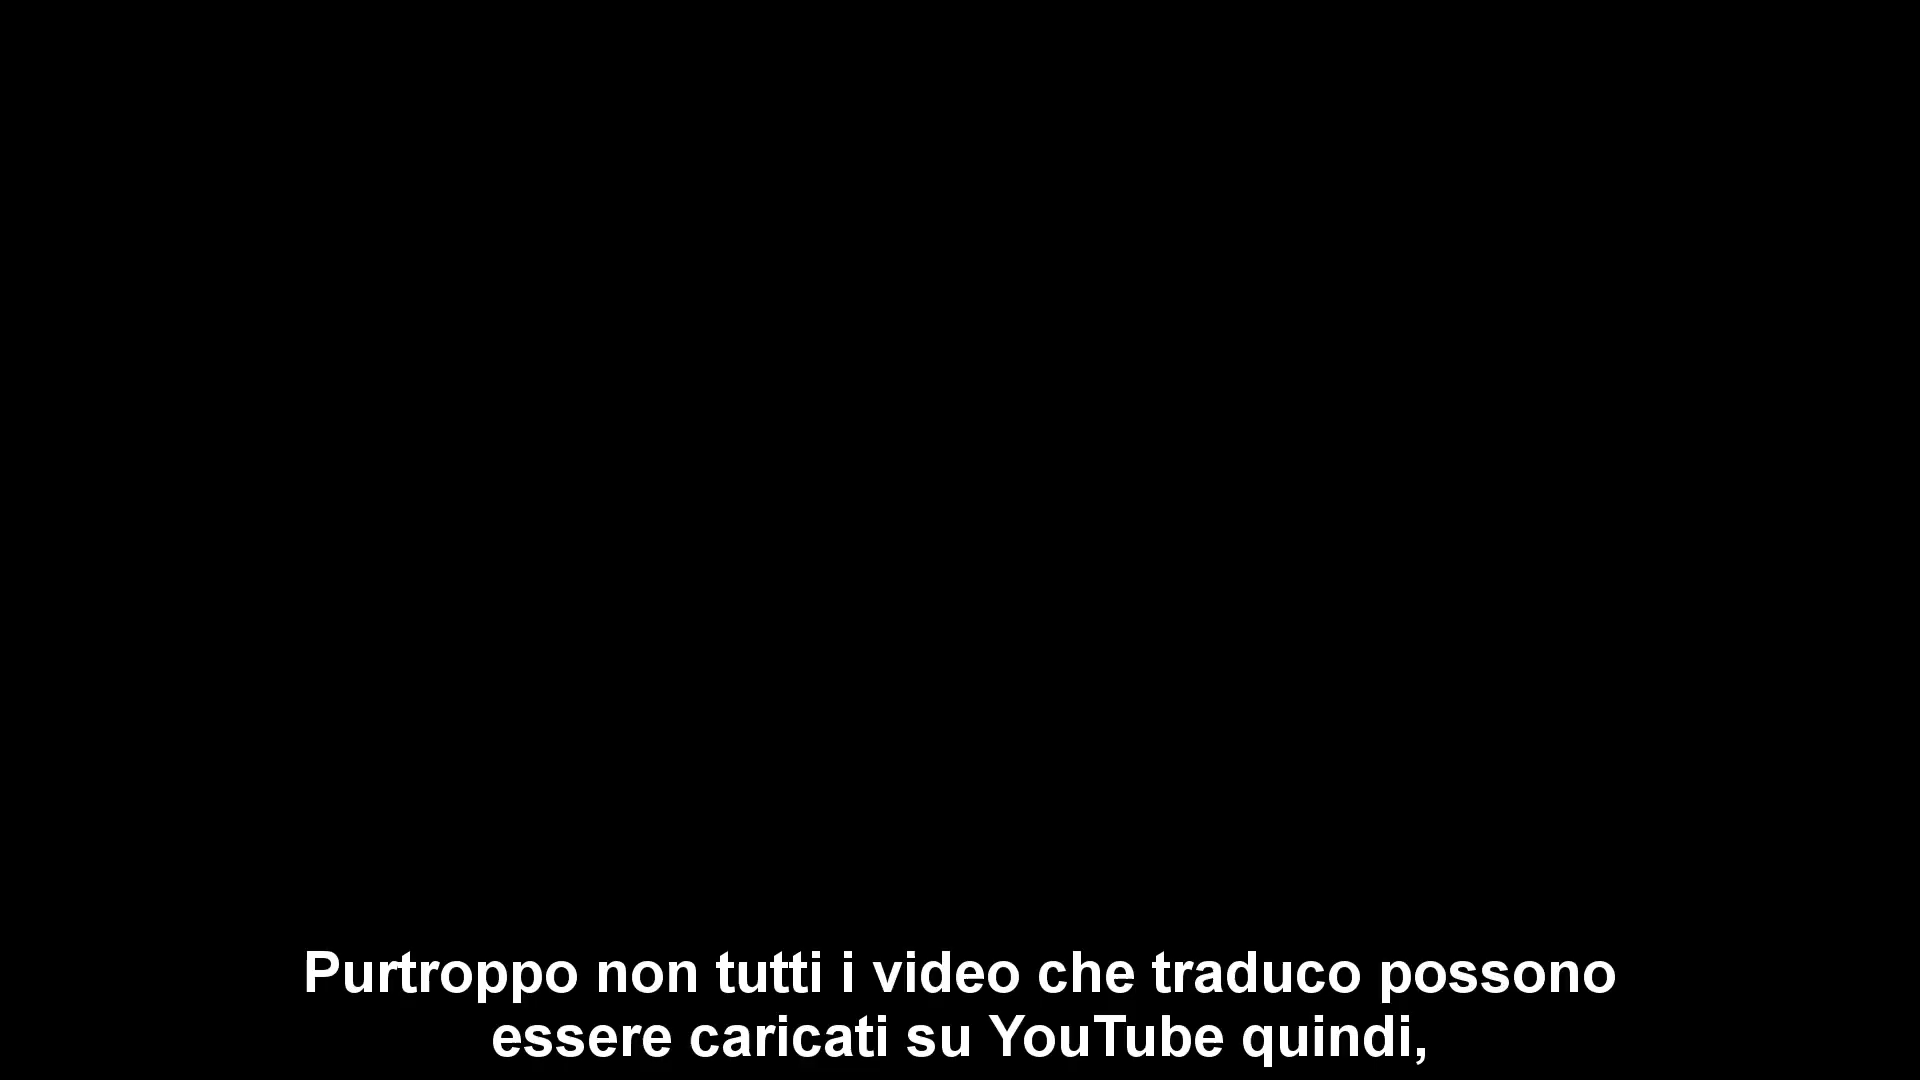 Purtroppo non tutti i video che traduco possono
essere caricati su YouTube quindi,